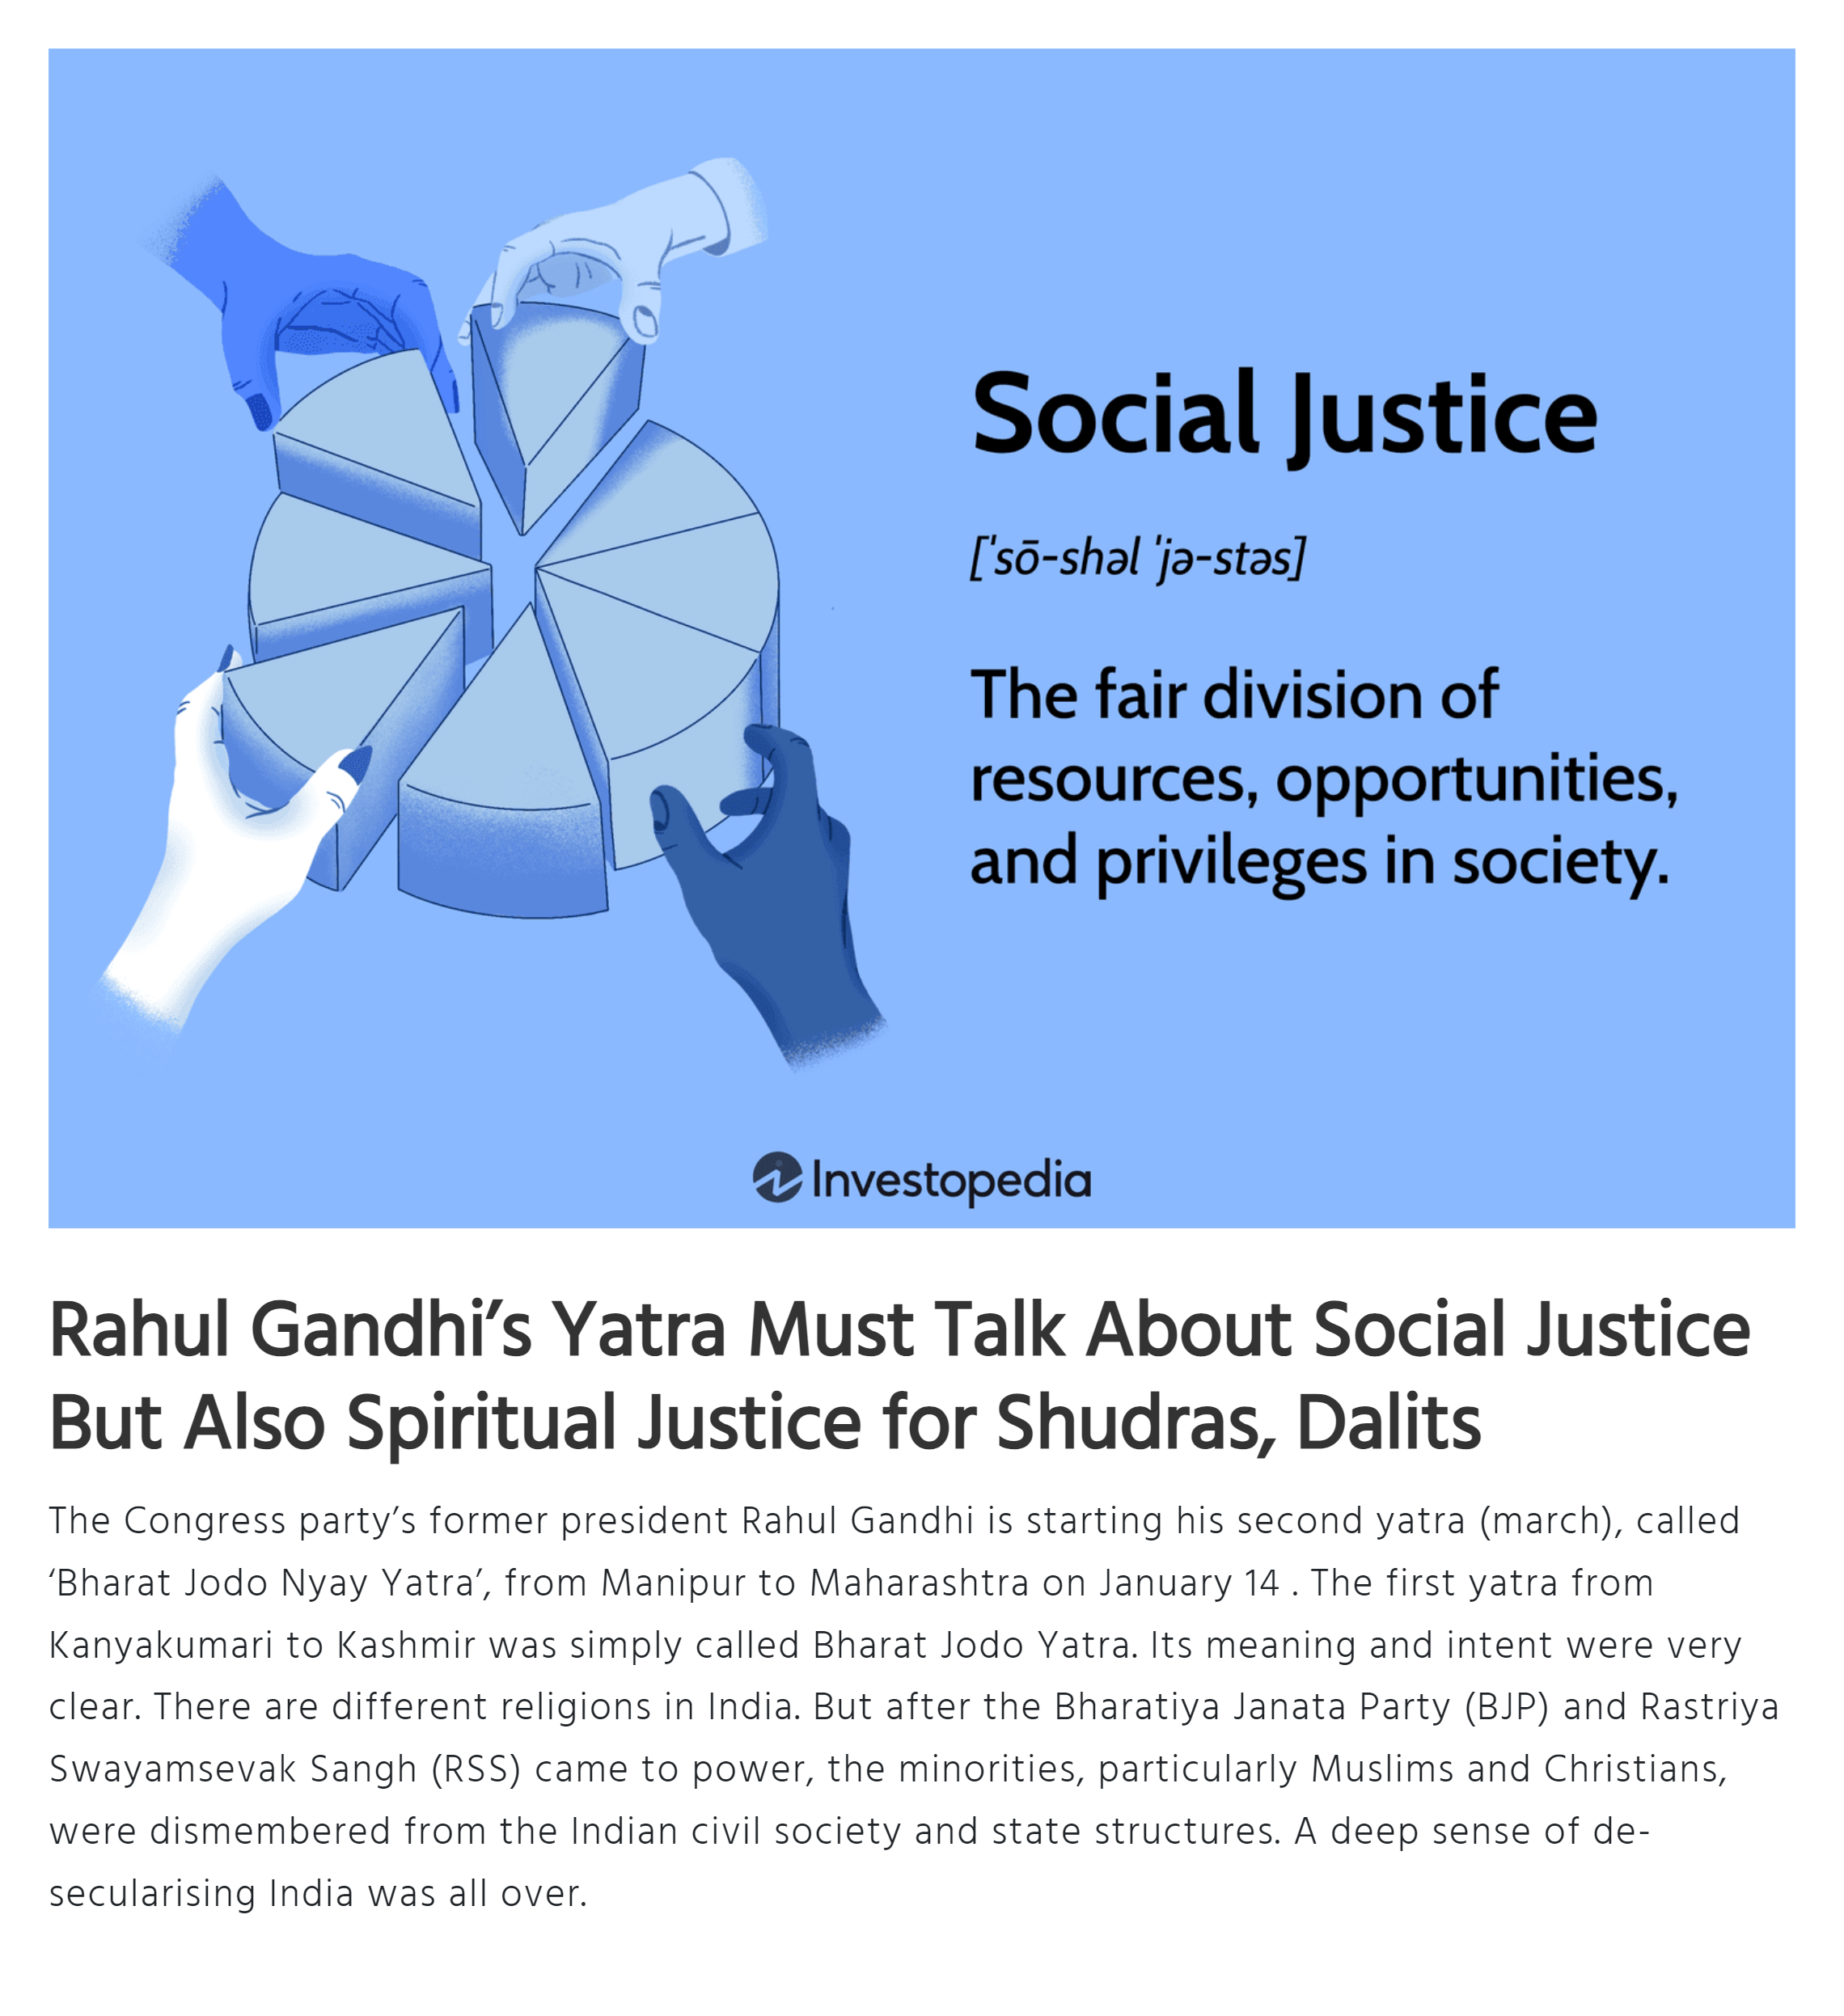 Social Justice
['sō-shəl 'jə-stəs]
The fair division of
resources, opportunities,
and privileges in society.
Investopedia
Rahul Gandhi’s Yatra Must Talk About Social Justice
But Also Spiritual Justice for Shudras, Dalits
The Congress party’s former president Rahul Gandhi is starting his second yatra (march), called
‘Bharat Jodo Nyay Yatra’, from Manipur to Maharashtra on January 14 . The first yatra from
Kanyakumari to Kashmir was simply called Bharat Jodo Yatra. Its meaning and intent were very
clear. There are different religions in India. But after the Bharatiya Janata Party (BJP) and Rastriya
Swayamsevak Sangh (RSS) came to power, the minorities, particularly Muslims and Christians,
were dismembered from the Indian civil society and state structures. A deep sense of de-
secularising India was all over.